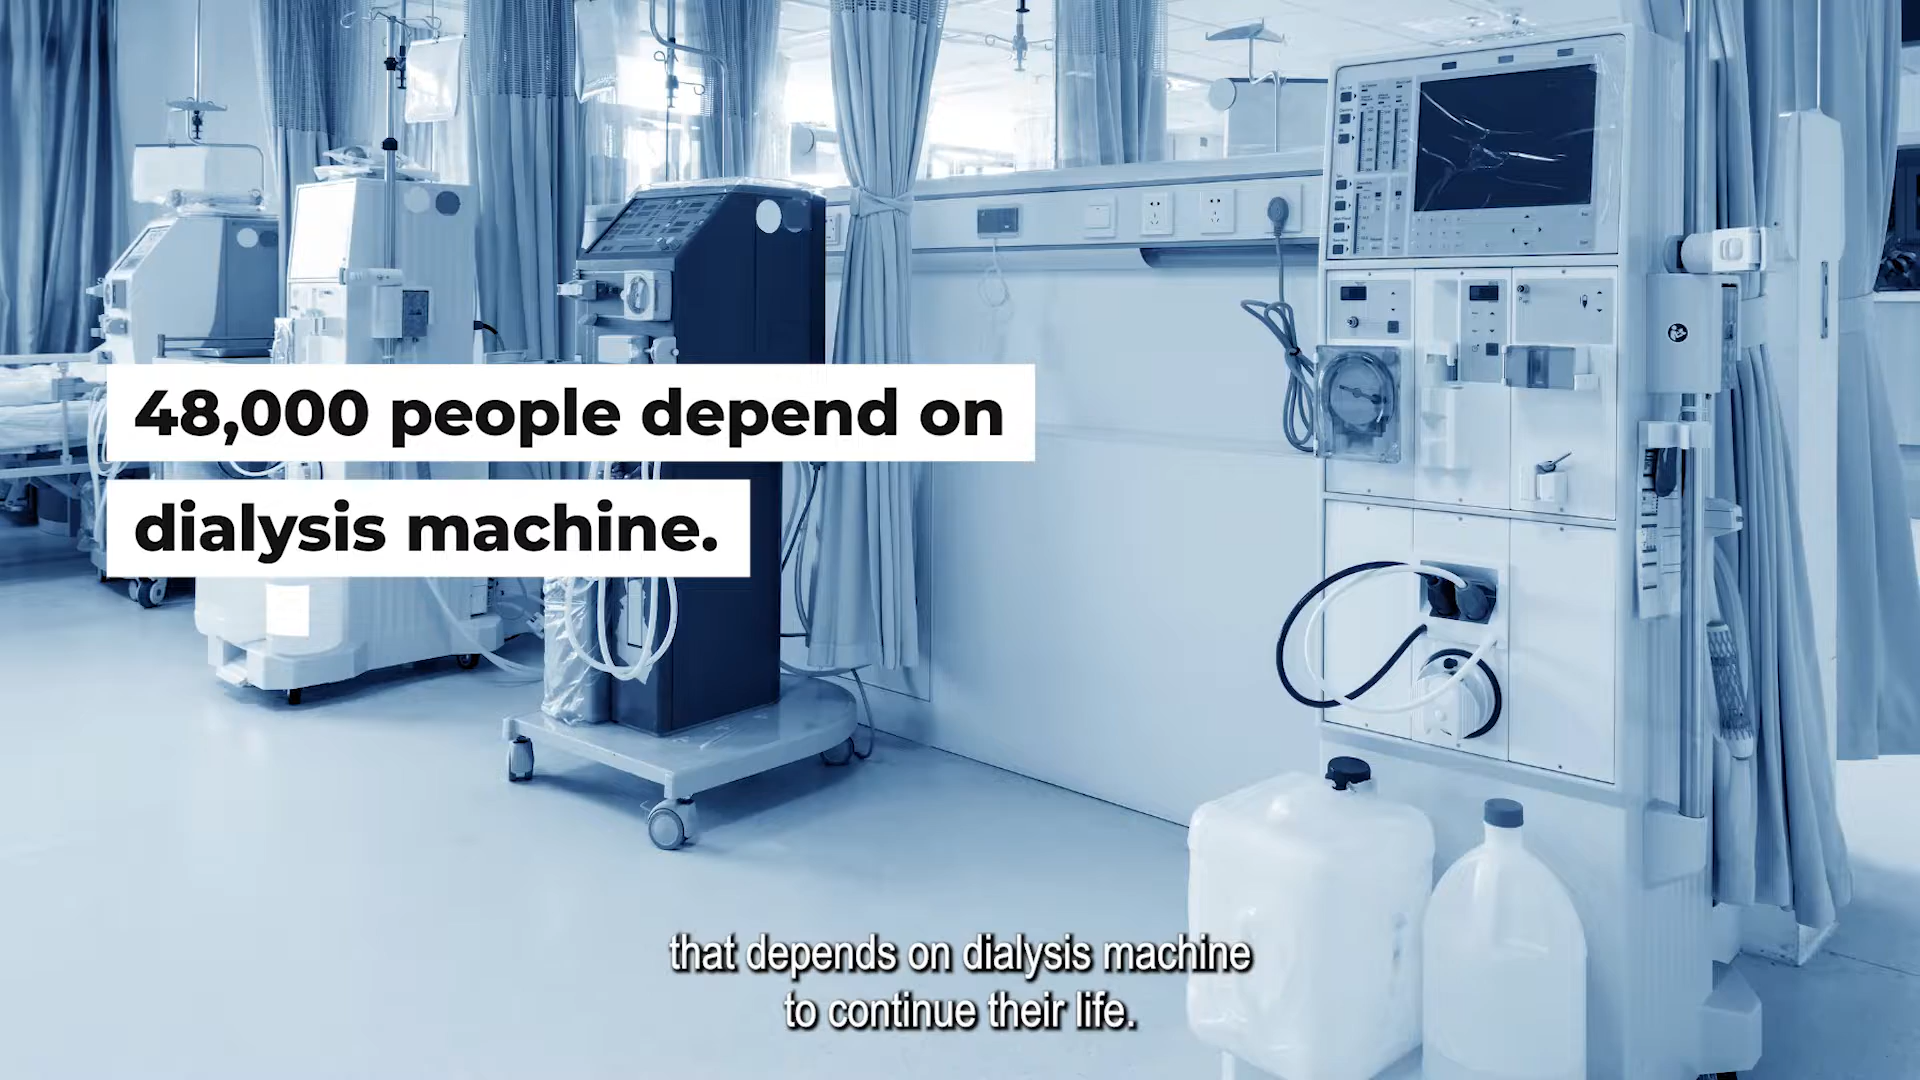 48,000 people depend on
dialysis machine.
that depends on dialysis machine
to continue their life.